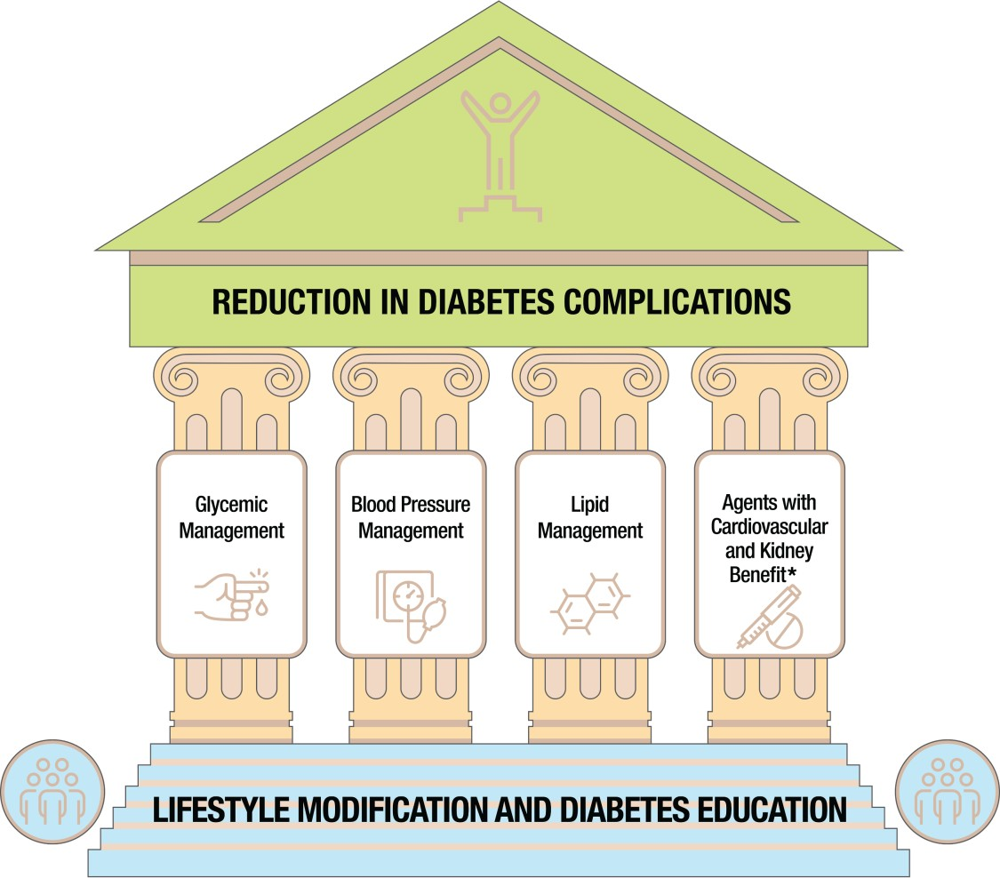 REDUCTION IN DIABETES COMPLICATIONS
Glycemic
Management
Blood Pressure
Management
Lipid
Management
Agents with
Cardiovascular
and Kidney
Benefit*
LIFESTYLE MODIFICATION AND DIABETES EDUCATION